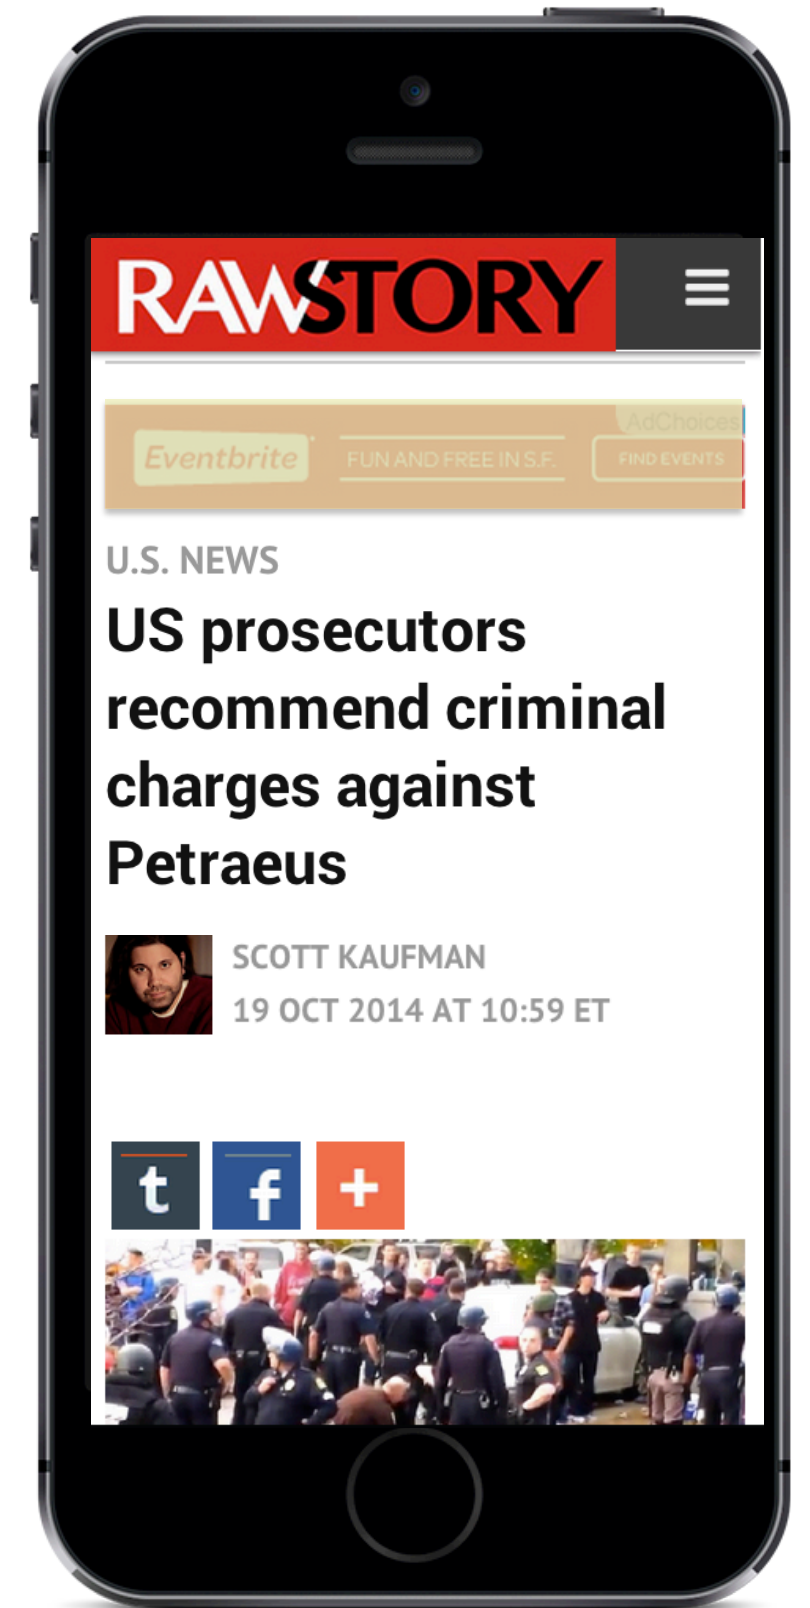 RAWSTORY
AdChoices
Eventbrite
FUN AND FREE IN S.F.
FIND EVENTS
U.S. NEWS
US prosecutors
recommend criminal
charges against
Petraeus
SCOTT KAUFMAN
19 OCT 2014 AT 10:59 ET
t
f
+